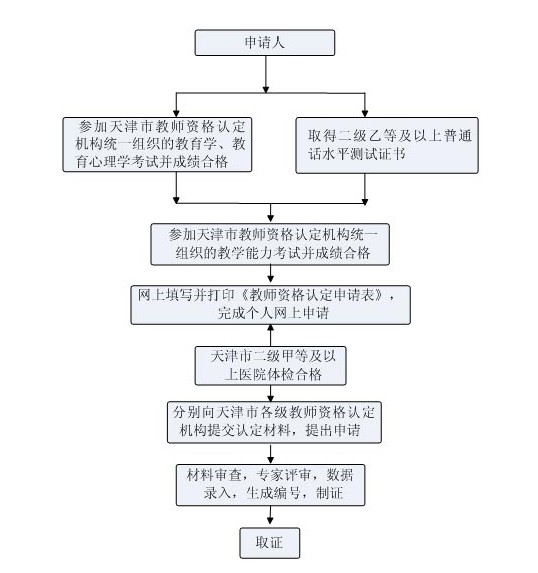 申请人
参加天津市教师资格认定
机构统一组织的教育学、教
育心理学考试并成绩合格
取得二级乙等及以上普通
话水平测试证书
参加天津市教师资格认定机构统一
组织的教学能力考试并成绩合格
网上填写并打印《教师资格认定申请表》，
完成个人网上申请
天津市二级甲等及以
上医院体检合格
分别向天津市各级教师资格认定
机构提交认定材料，提出申请
材料审查，专家评审，数据
录入，生成编号，制证
取证